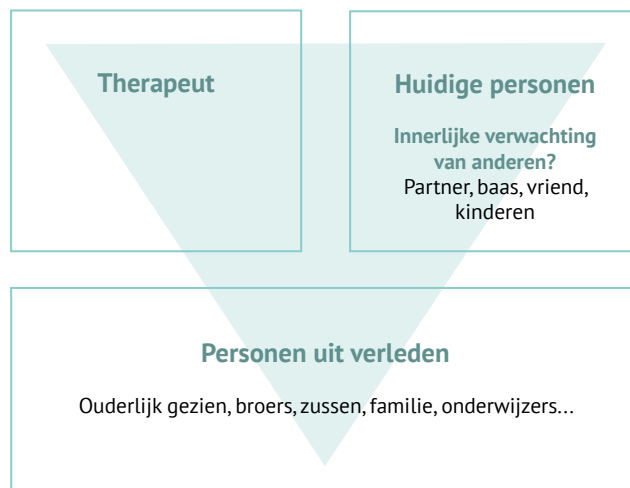 Therapeut
Huidige personen
Innerlijke verwachting
van anderen?
Partner, baas, vriend,
kinderen
Personen uit verleden
Ouderlijk gezien, broers, zussen, familie, onderwijzers...